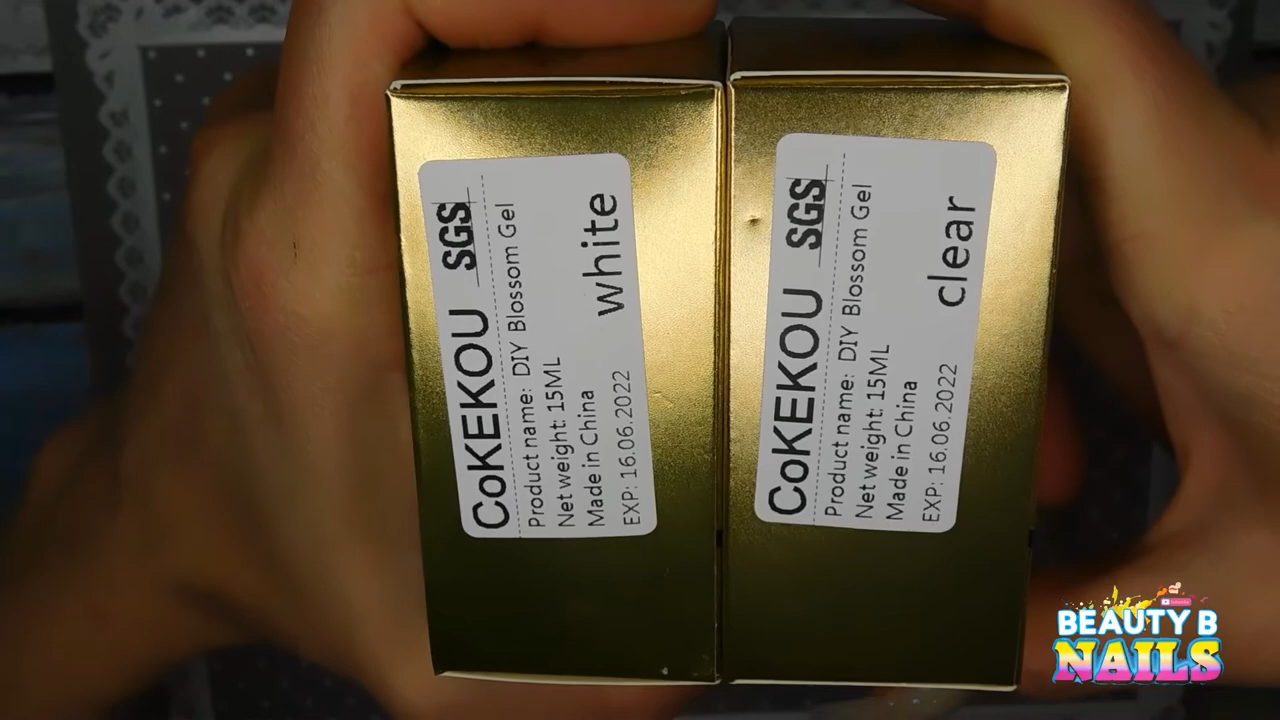 CoKEKOU SGS
Product name: DIY Blossom Gel
Net weight: 15ML
Made in China
white
EXP: 16.06.2022
CoKEKOU SGS
Product name: DIY Blossom Gel
Net weight: 15ML
Made in China
clear
EXP: 16.06.2022
BEAUTY B
NAILS